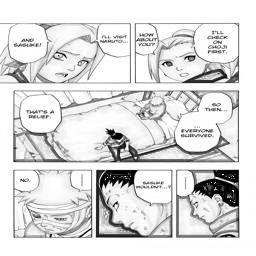 I'LL
CHECK
ON
CHOJI
FIRST.
HOW
ABOUT
YOU?
I'LL VISIT
NARUTO...
AND
SASUKE!
SO
THEN...
EVERYONE
SURVIVED.
THAT'S A
RELIEF.
...
SASUKE
WOULDN'T...?
...
NO.